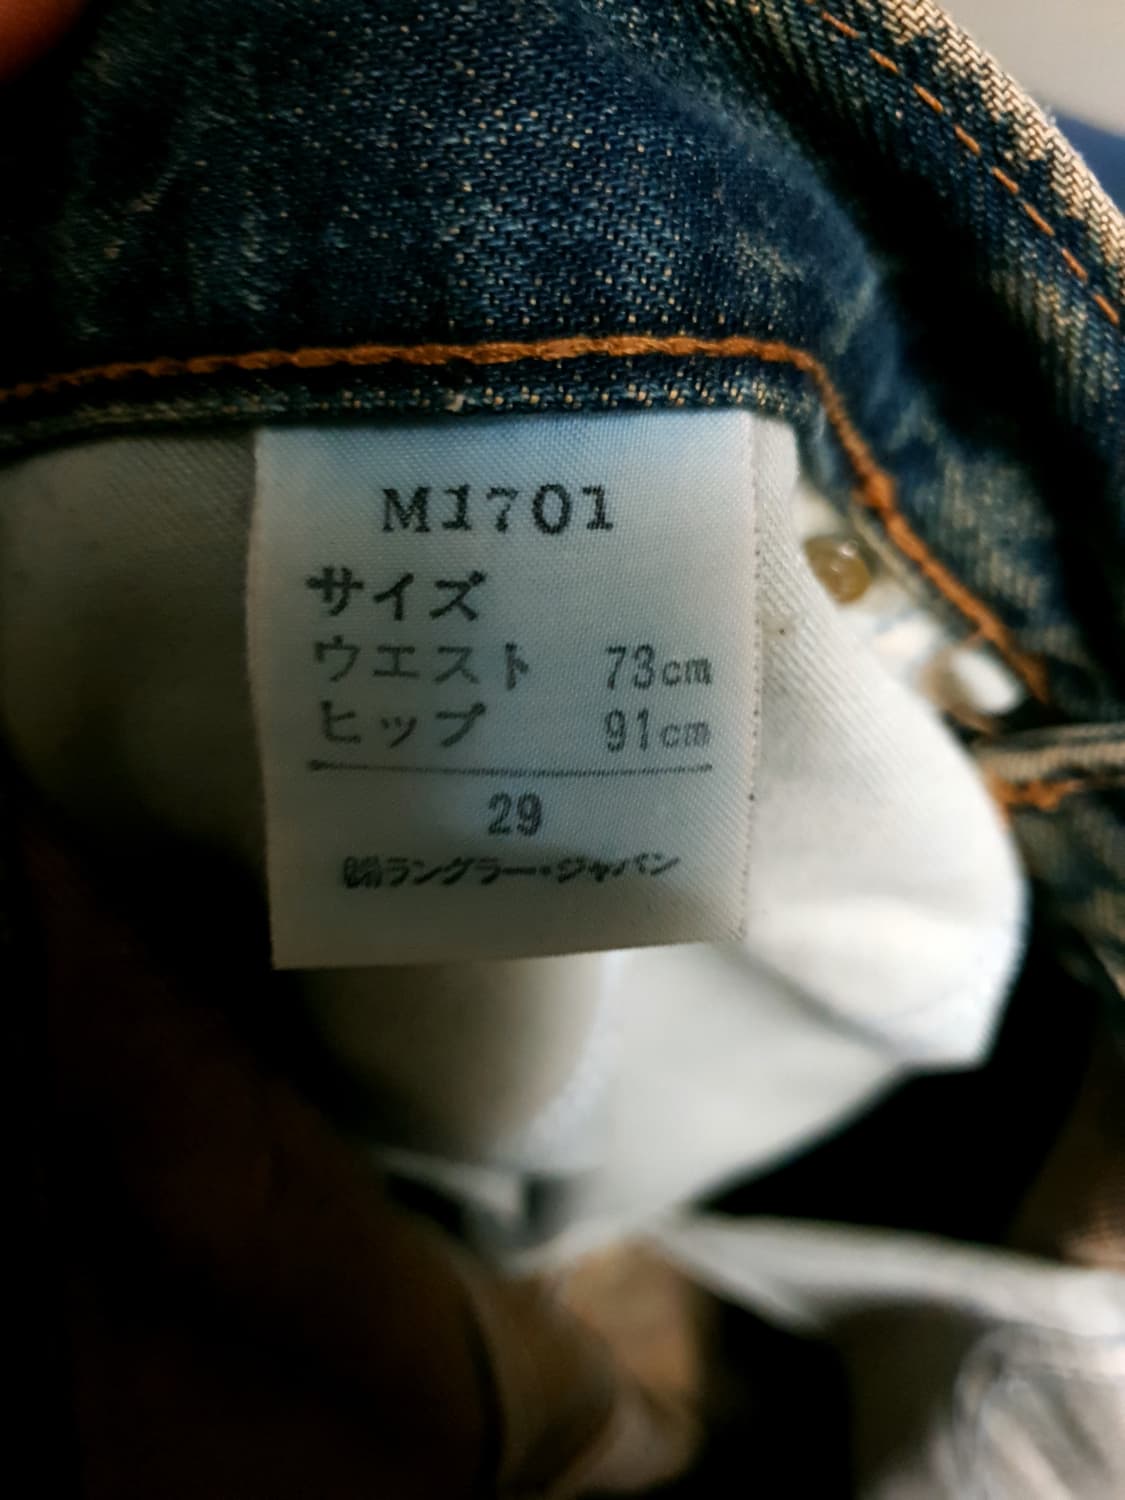 M1701
サイズ
ウエスト 73cm
ヒップ 91cm
29
ラングラー・ジャパン